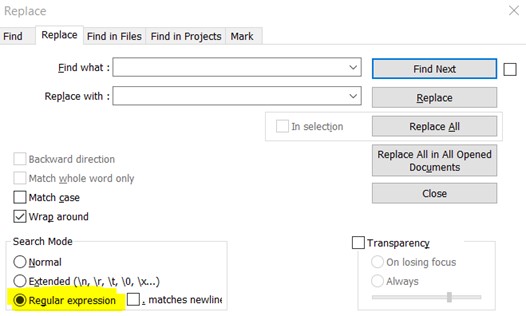 Replace
Find Replace Find in Files Find in Projects Mark
Find what : Find Next
Replace with : Replace
In selection Replace All
Backward direction Replace All in All Opened
Documents
Match whole word only
Match case Close
Wrap around
Search Mode Transparency
Normal On losing focus
Extended (\n, \r, \t, \0, \x...) Always
Regular expression . matches newline